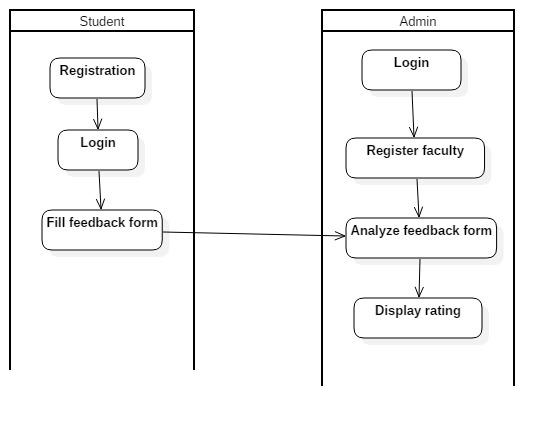 Student
Registration
Login
Fill feedback form
Admin
Login
Register faculty
Analyze feedback form
Display rating